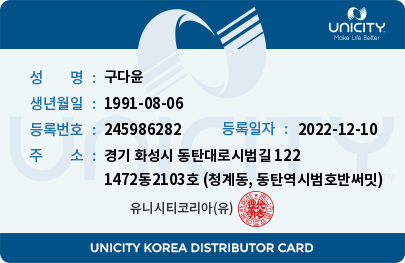 UNICITY
Make Life Better
성 명 : 구다윤
생년월일 : 1991-08-06
등록번호 : 245986282 등록일자 : 2022-12-10
주 소 : 경기 화성시 동탄대로시범길 122
1472동2103호 (청계동, 동탄역시범호반써밋)
유니시티코리아(유)
UNICITY
UNICITY KOREA DISTRIBUTOR CARD